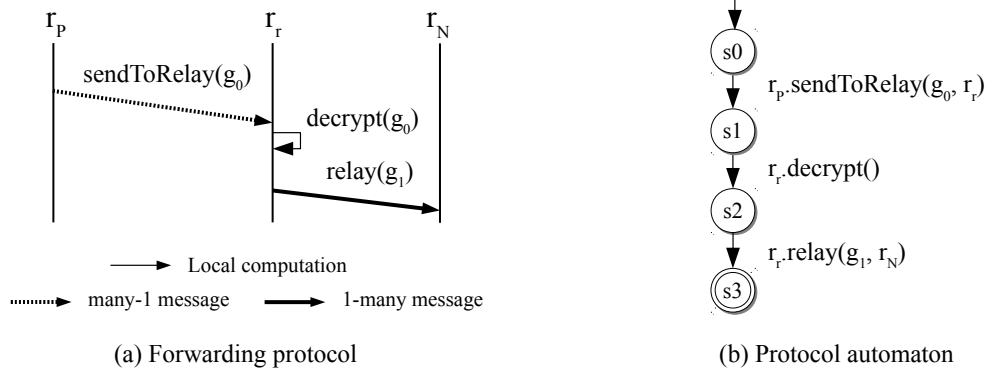 r_P r_r r_N
sendToRelay(g_0)
decrypt(g_0)
relay(g_1)
Local computation
many-1 message 1-many message
(a) Forwarding protocol
s0
r_P.sendToRelay(g_0, r_r)
s1
r_r.decrypt()
s2
r_r.relay(g_1, r_N)
s3
(b) Protocol automaton